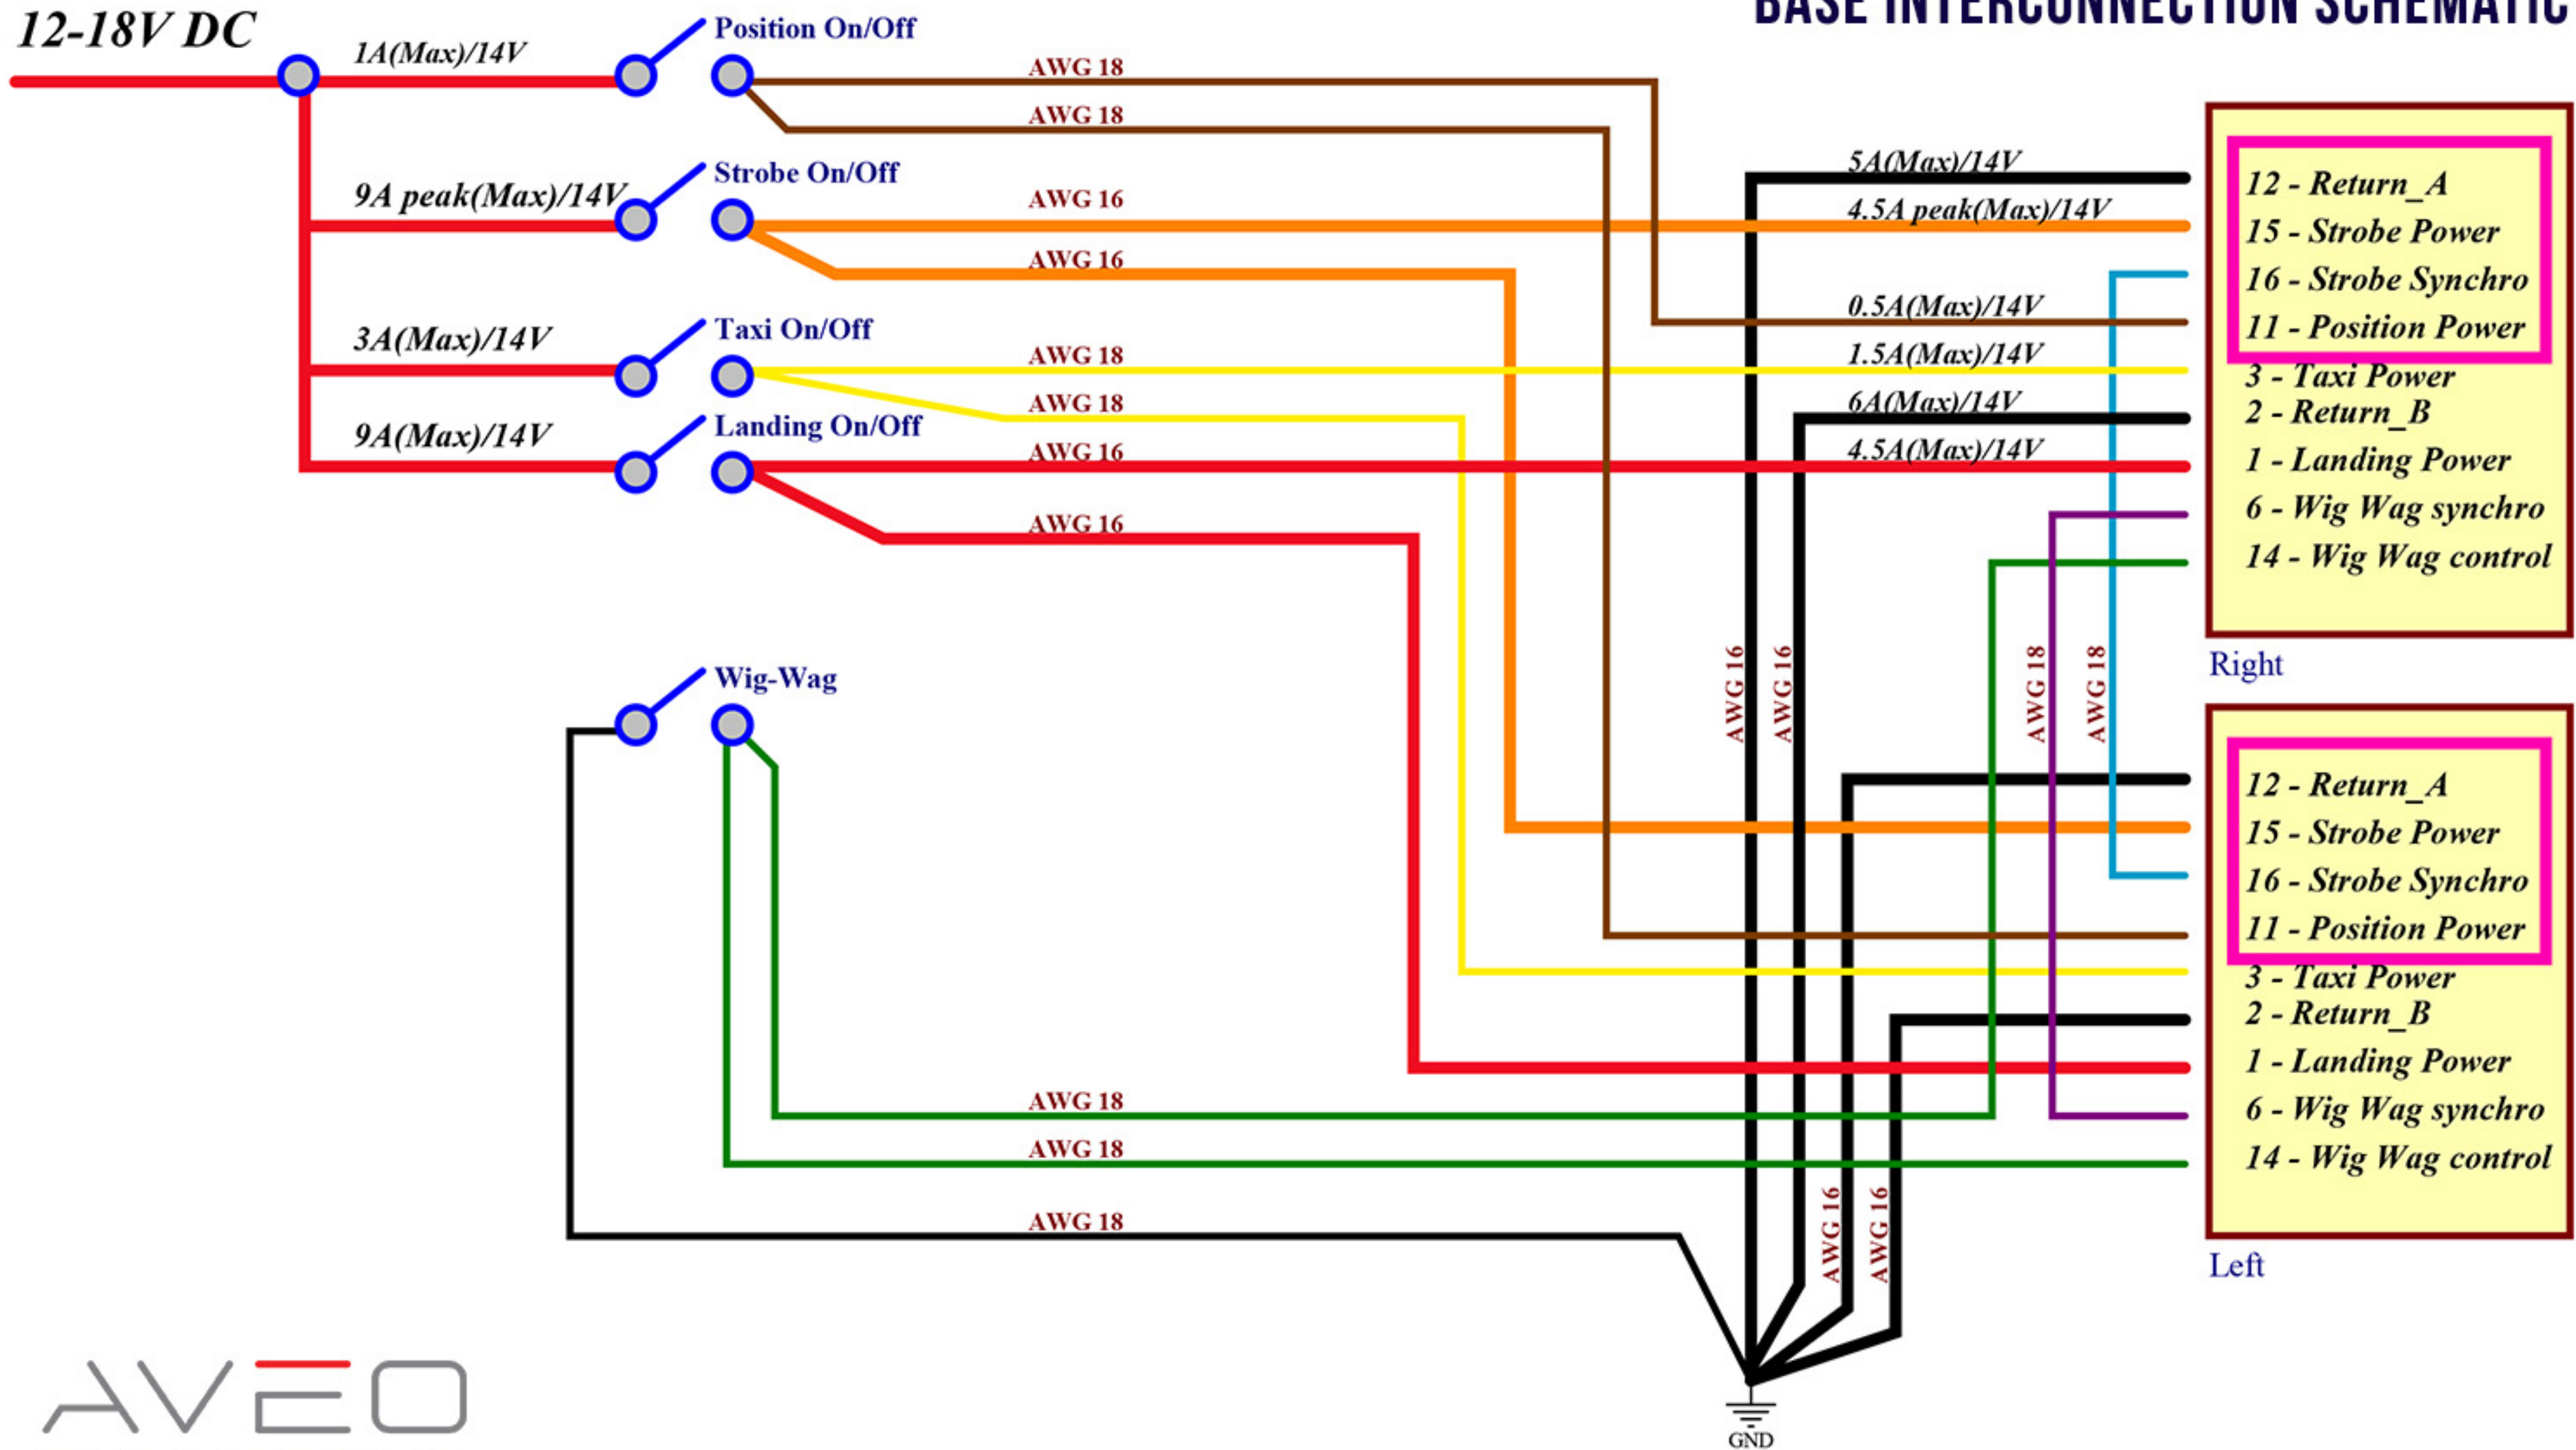 BASE INTERCONNECTION SCHEMATIC
12-18V DC
1A(Max)/14V
Position On/Off
AWG 18
AWG 18
9A peak(Max)/14V
Strobe On/Off
AWG 16
AWG 16
3A(Max)/14V
Taxi On/Off
AWG 18
AWG 18
9A(Max)/14V
Landing On/Off
AWG 16
AWG 16
Wig-Wag
AWG 18
AWG 18
AWG 18
5A(Max)/14V
4.5A peak(Max)/14V
0.5A(Max)/14V
1.5A(Max)/14V
6A(Max)/14V
4.5A(Max)/14V
AWG 16
AWG 16
AWG 18
AWG 18
AWG 16
AWG 16
12 - Return_A
15 - Strobe Power
16 - Strobe Synchro
11 - Position Power
3 - Taxi Power
2 - Return_B
1 - Landing Power
6 - Wig Wag synchro
14 - Wig Wag control
Right
12 - Return_A
15 - Strobe Power
16 - Strobe Synchro
11 - Position Power
3 - Taxi Power
2 - Return_B
1 - Landing Power
6 - Wig Wag synchro
14 - Wig Wag control
Left
GND
AVEO